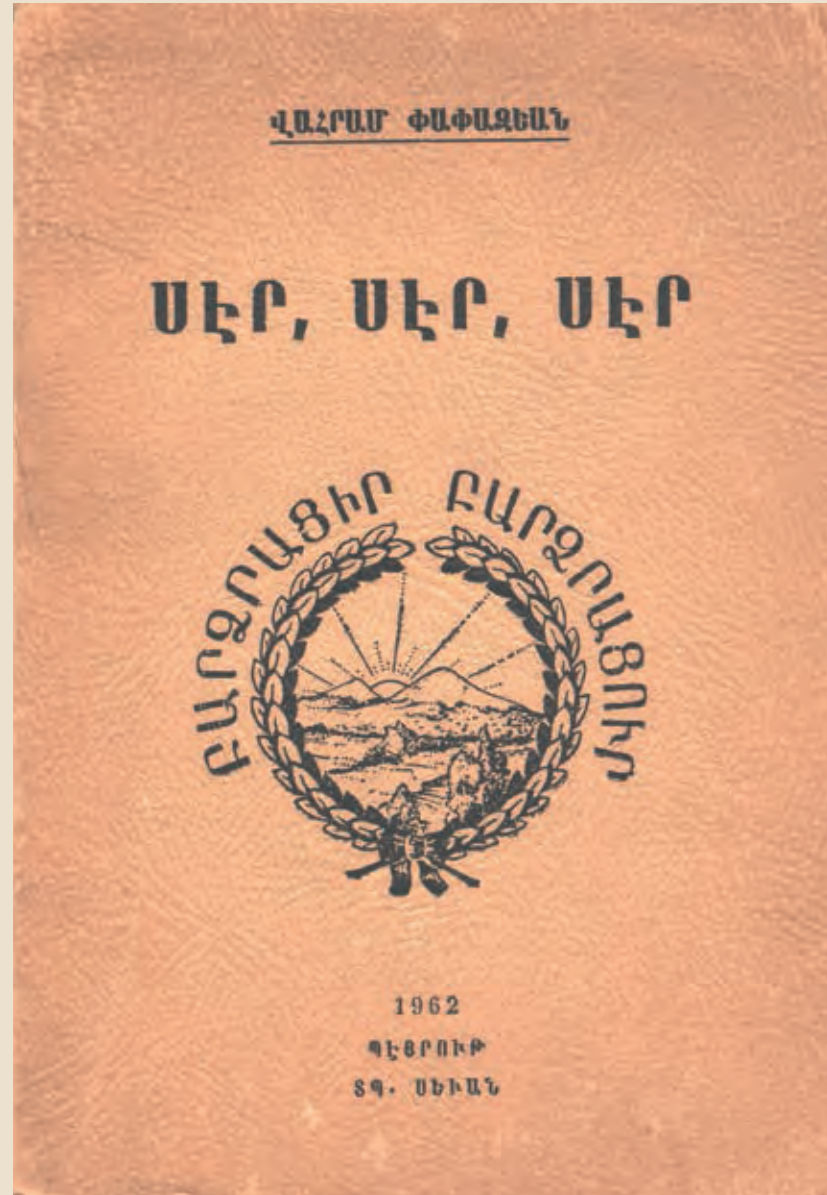 ՎԱՀՐԱՄ ՓԱՓԱԶԵԱՆ
ՍԷՐ, ՍԷՐ, ՍԷՐ
ԲԱՐՁՐԱՑԻՐ ԲԱՐՁՐԱՑՈՒՐ
1962
ՊԷՅՐՈՒԹ
ՏՊ. ՍԵՒԱՆ